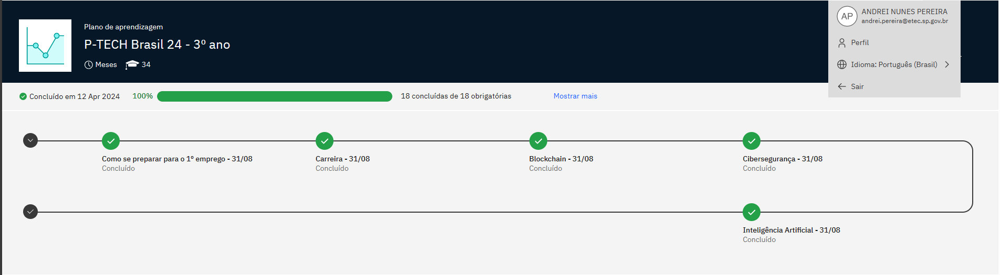 Plano de aprendizagem
P-TECH Brasil 24 - 3º ano
Meses 34
AP ANDREI NUNES PEREIRA
andrei.pereira@etec.sp.gov.br
Perfil
Idioma: Português (Brasil)
Sair
Concluído em 12 Apr 2024 100% 18 concluídas de 18 obrigatórias Mostrar mais
Como se preparar para o 1º emprego - 31/08
Concluído
Carreira - 31/08
Concluído
Blockchain - 31/08
Concluído
Cibersegurança - 31/08
Concluído
Inteligência Artificial - 31/08
Concluído